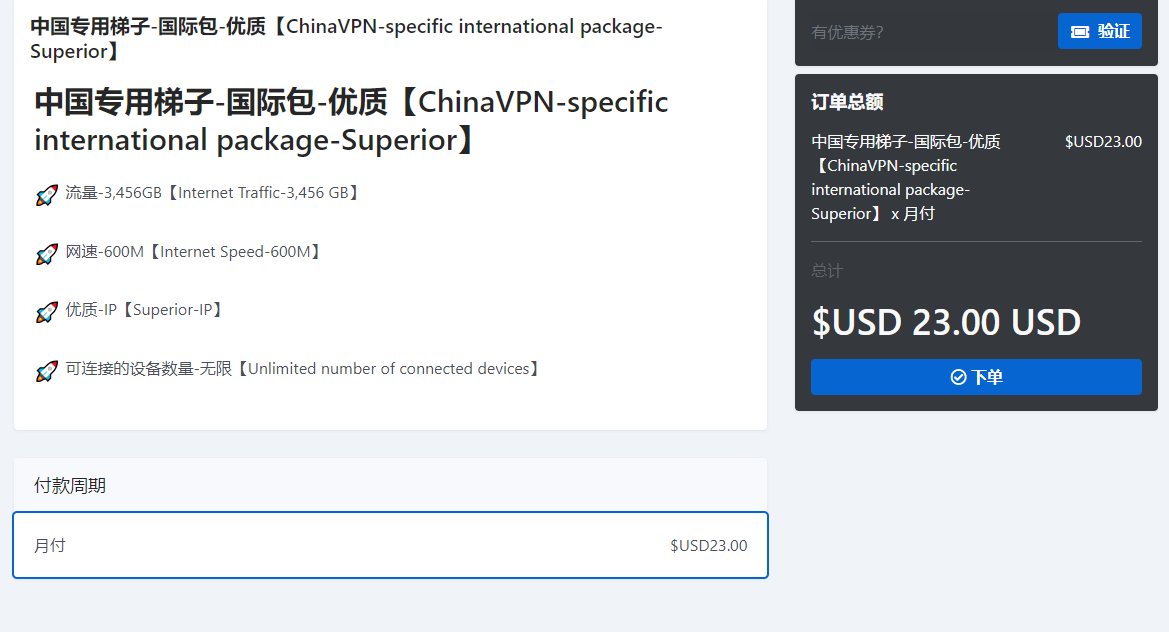 中国专用梯子-国际包-优质【ChinaVPN-specific international package-
Superior】
中国专用梯子-国际包-优质【ChinaVPN-specific
international package-Superior】
流量-3,456GB【Internet Traffic-3,456 GB】
网速-600M【Internet Speed-600M】
优质-IP【Superior-IP】
可连接的设备数量-无限【Unlimited number of connected devices】
付款周期
月付 $USD23.00
有优惠券?
验证
订单总额
中国专用梯子-国际包-优质 $USD23.00
【ChinaVPN-specific
international package-
Superior】 x 月付
总计
$USD 23.00 USD
下单